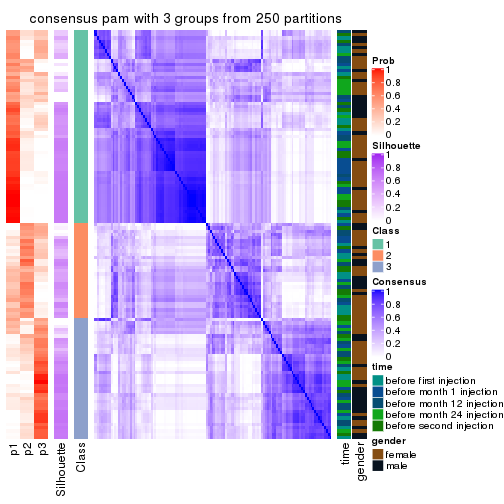 consensus pam with 3 groups from 250 partitions
Prob
1
0.8
0.6
0.4
0.2
0
Silhouette
1
0.8
0.6
0.4
0.2
0
Class
1
2
3
Consensus
1
0.8
0.6
0.4
0.2
0
time
before first injection
before month 1 injection
before month 12 injection
before month 24 injection
before second injection
gender
female
male
p1
p2
p3
Silhouette
Class
time
gender